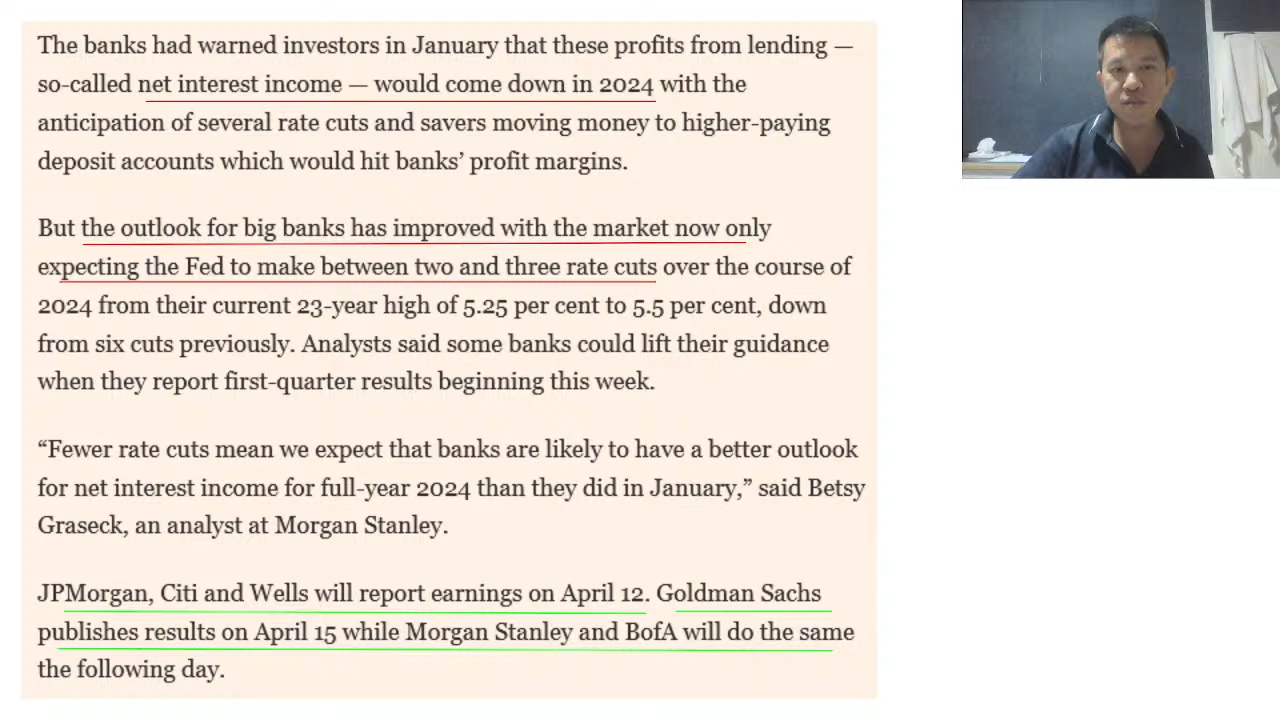 The banks had warned investors in January that these profits from lending —
so-called net interest income — would come down in 2024 with the
anticipation of several rate cuts and savers moving money to higher-paying
deposit accounts which would hit banks’ profit margins.
But the outlook for big banks has improved with the market now only
expecting the Fed to make between two and three rate cuts over the course of
2024 from their current 23-year high of 5.25 per cent to 5.5 per cent, down
from six cuts previously. Analysts said some banks could lift their guidance
when they report first-quarter results beginning this week.
“Fewer rate cuts mean we expect that banks are likely to have a better outlook
for net interest income for full-year 2024 than they did in January,” said Betsy
Graseck, an analyst at Morgan Stanley.
JPMorgan, Citi and Wells will report earnings on April 12. Goldman Sachs
publishes results on April 15 while Morgan Stanley and BofA will do the same
the following day.